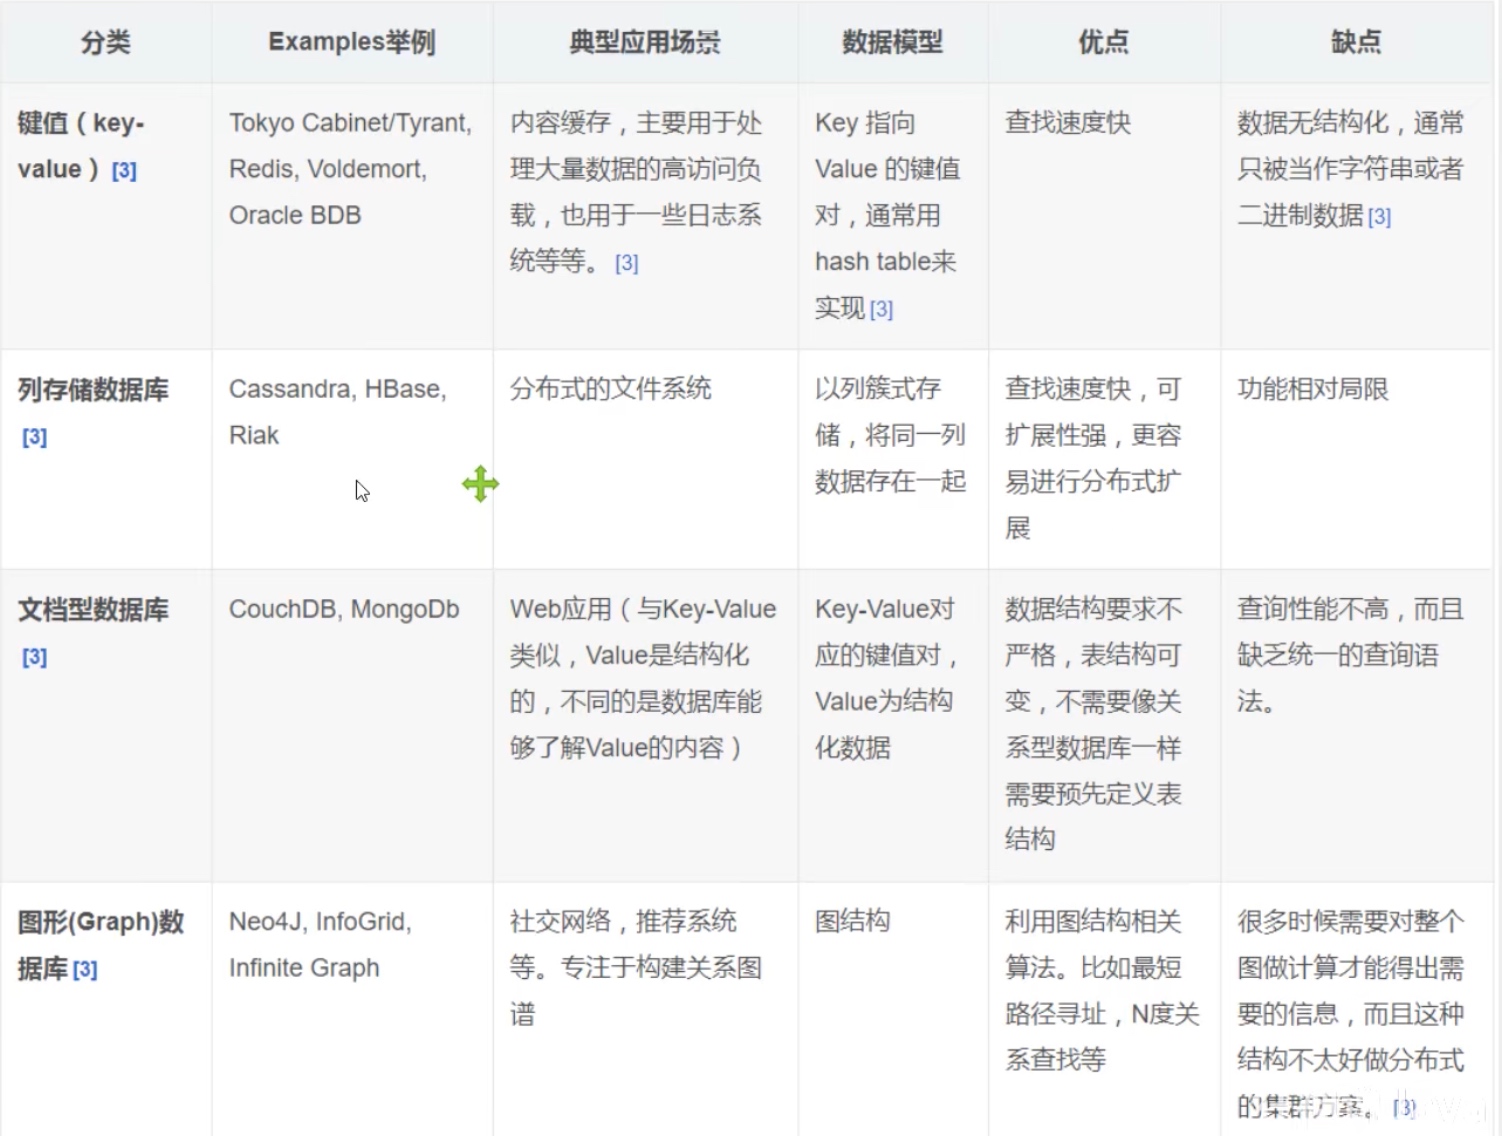 分类
Examples举例
典型应用场景
数据模型
优点
缺点
键值（key-
value）[3]
Tokyo Cabinet/Tyrant,
Redis, Voldemort,
Oracle BDB
内容缓存，主要用于处
理大量数据的高访问负
载，也用于一些日志系
统等等。[3]
Key 指向
Value 的键值
对，通常用
hash table来
实现[3]
查找速度快
数据无结构化，通常
只被当作字符串或者
二进制数据[3]
列存储数据库
[3]
Cassandra, HBase,
Riak
分布式的文件系统
以列簇式存
储，将同一列
数据存在一起
查找速度快，可
扩展性强，更容
易进行分布式扩
展
功能相对局限
文档型数据库
[3]
CouchDB, MongoDb
Web应用（与Key-Value
类似，Value是结构化
的，不同的是数据库能
够了解Value的内容）
Key-Value对
应的键值对，
Value为结构
化数据
数据结构要求不
严格，表结构可
变，不需要像关
系型数据库一样
需要预先定义表
结构
查询性能不高，而且
缺乏统一的查询语
法。
图形(Graph)数
据库[3]
Neo4J, InfoGrid,
Infinite Graph
社交网络，推荐系统
等。专注于构建关系图
谱
图结构
利用图结构相关
算法。比如最短
路径寻址，N度关
系查找等
很多时候需要对整个
图做计算才能得出需
要的信息，而且这种
结构不太好做分布式
的集群方案。[3]